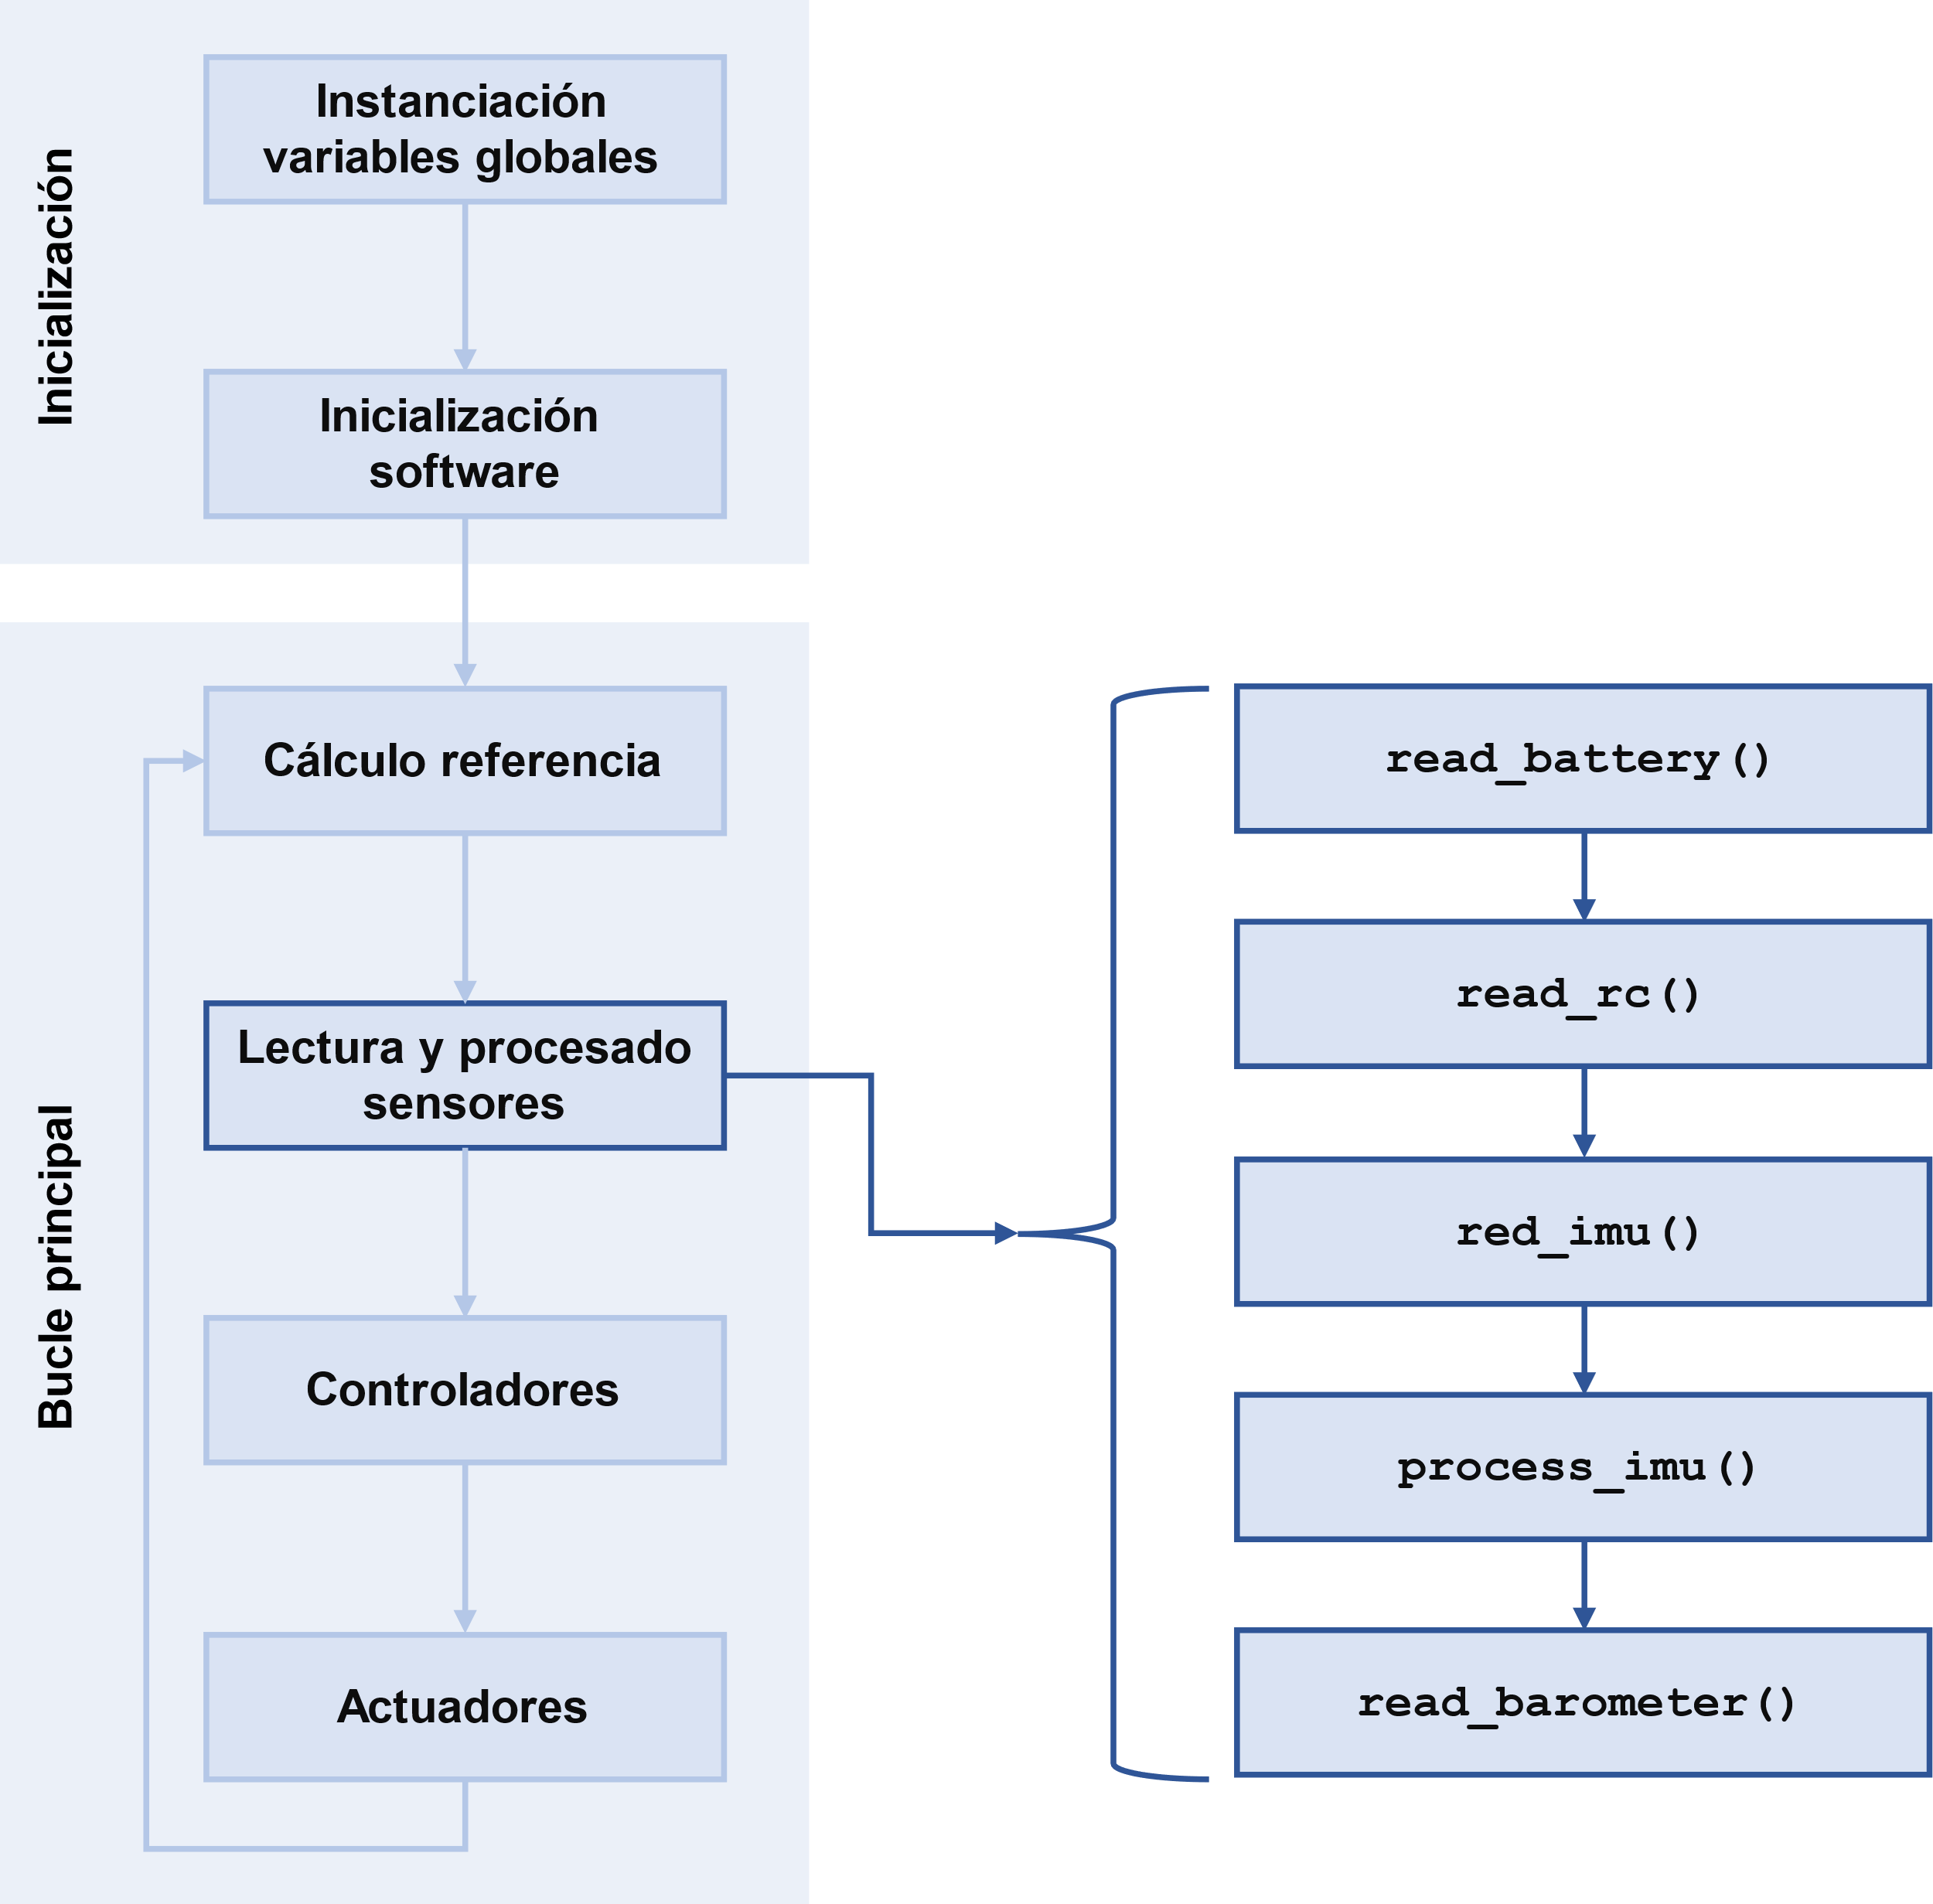 Inicialización
Instanciación
variables globales
Inicialización
software
Bucle principal
Cálculo referencia
Lectura y procesado
sensores
Controladores
Actuadores
read_battery()
read_rc()
red_imu()
process_imu()
read_barometer()